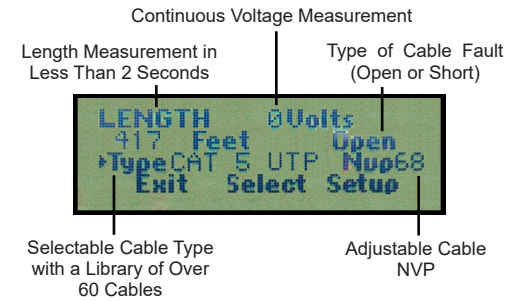 Continuous Voltage Measurement
Length Measurement in
Less Than 2 Seconds
Type of Cable Fault
(Open or Short)
LENGTH 0Volts
417 Feet Open
▸Type CAT 5 UTP Nvp68
Exit Select Setup
Selectable Cable Type
with a Library of Over
60 Cables
Adjustable Cable
NVP